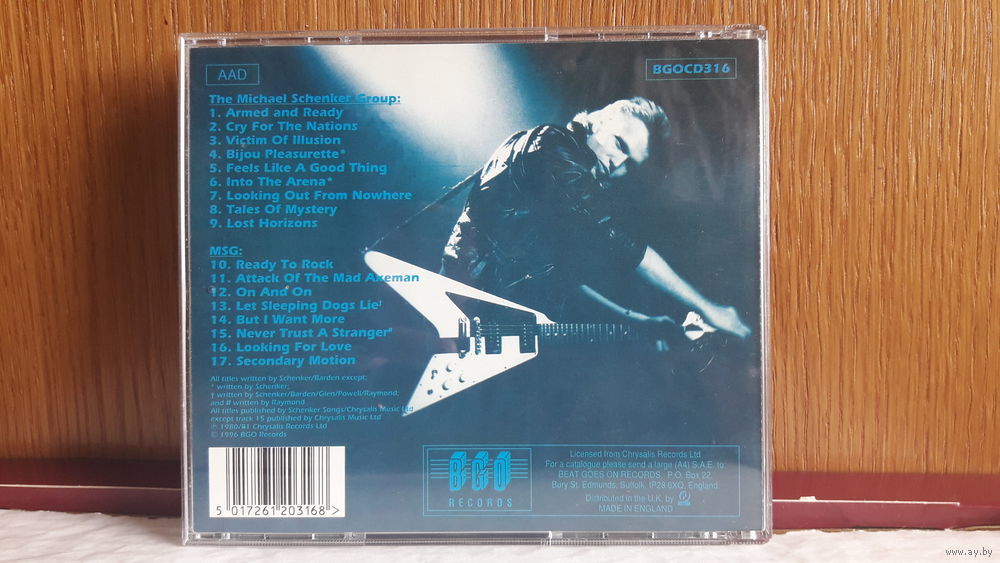 AAD
BGOCD316
The Michael Schenker Group:
1. Armed and Ready
2. Cry For The Nations
3. Victim Of Illusion
4. Bijou Pleasurette*
5. Feels Like A Good Thing
6. Into The Arena*
7. Looking Out From Nowhere
8. Tales Of Mystery
9. Lost Horizons
MSG:
10. Ready To Rock
11. Attack Of The Mad Axeman
12. On And On
13. Let Sleeping Dogs Lie†
14. But I Want More
15. Never Trust A Stranger#
16. Looking For Love
17. Secondary Motion
All titles written by Schenker/Barden except:
* written by Schenker;
† written by Schenker/Barden/Glen/Powell/Raymond;
and # written by Raymond
All titles published by Schenker Songs/Chrysalis Music Ltd
except track 15 published by Chrysalis Music Ltd
℗ 1980/81 Chrysalis Records Ltd
© 1996 BGO Records
5 017261 203168 >
BGO
RECORDS
Licensed from Chrysalis Records Ltd
For a catalogue please send a large (A4) S.A.E. to:
BEAT GOES ON RECORDS, P.O. Box 22,
Bury St. Edmunds, Suffolk, IP28 6XQ, England.
Distributed in the U.K. by
MADE IN ENGLAND
www.ay.by